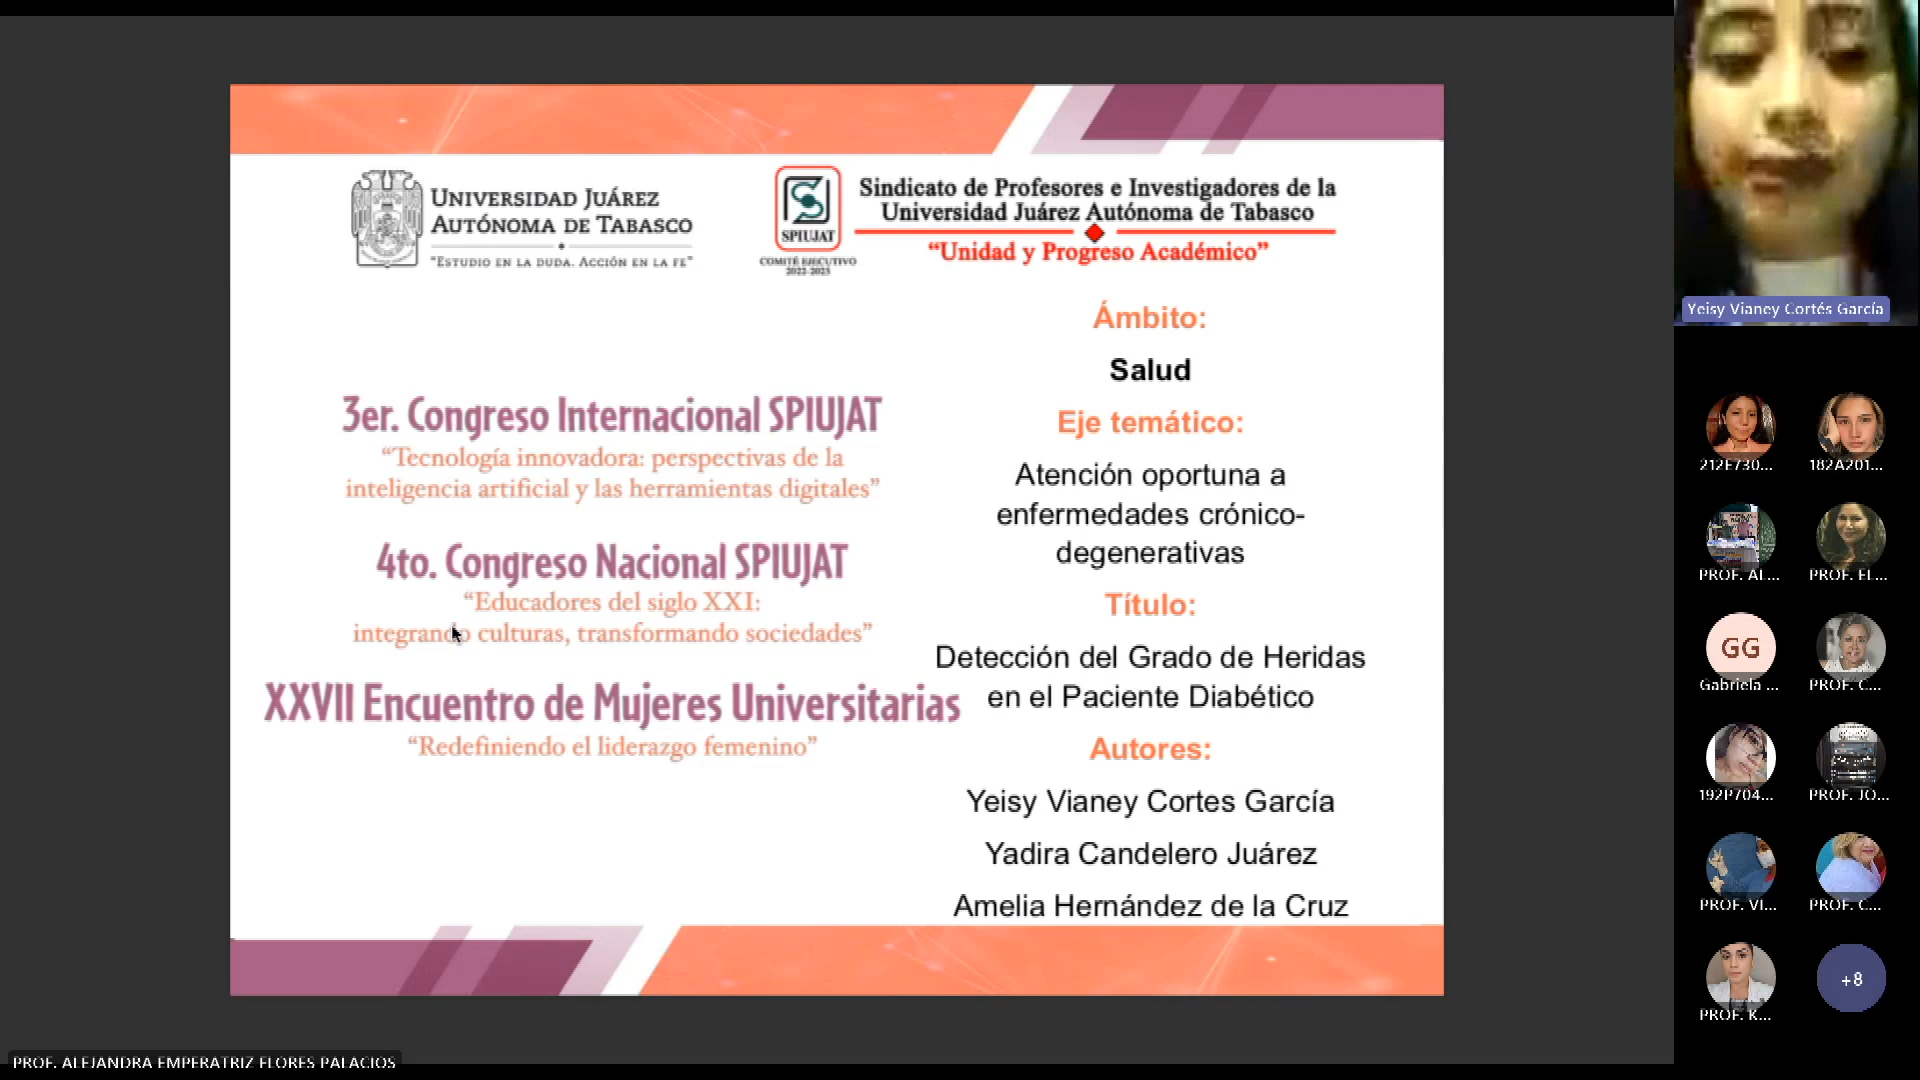 UNIVERSIDAD JUÁREZ
AUTÓNOMA DE TABASCO
"ESTUDIO EN LA DUDA. ACCIÓN EN LA FE"
SPIUJAT
COMITÉ EJECUTIVO
2022-2025
Sindicato de Profesores e Investigadores de la
Universidad Juárez Autónoma de Tabasco
“Unidad y Progreso Académico”
3er. Congreso Internacional SPIUJAT
“Tecnología innovadora: perspectivas de la
inteligencia artificial y las herramientas digitales”
4to. Congreso Nacional SPIUJAT
“Educadores del siglo XXI:
integrando culturas, transformando sociedades”
XXVII Encuentro de Mujeres Universitarias
“Redefiniendo el liderazgo femenino”
Ámbito:
Salud
Eje temático:
Atención oportuna a
enfermedades crónico-
degenerativas
Título:
Detección del Grado de Heridas
en el Paciente Diabético
Autores:
Yeisy Vianey Cortes García
Yadira Candelero Juárez
Amelia Hernández de la Cruz
Yeisy Vianey Cortés García
212E730...
182A201...
PROF. AL...
PROF. EL...
GG
Gabriela ...
PROF. C...
192P704...
PROF. JO...
PROF. VI...
PROF. C...
PROF. K...
+8
PROF. ALEJANDRA EMPERATRIZ FLORES PALACIOS